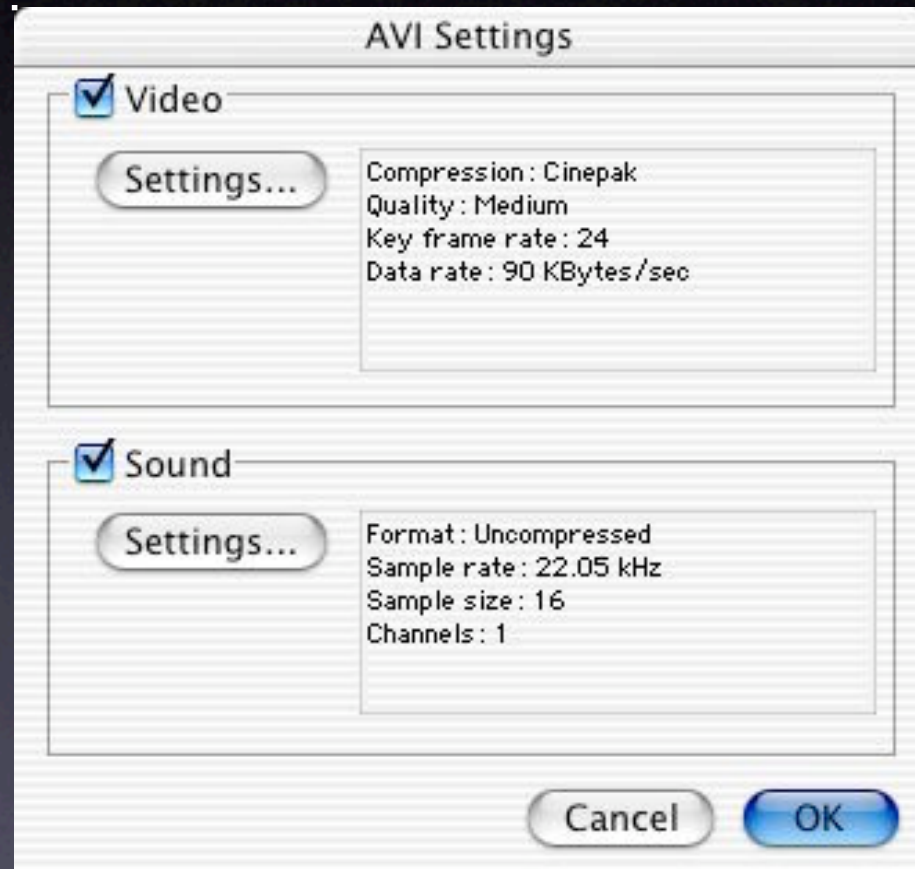 AVI Settings
Video
Settings...
Compression: Cinepak
Quality: Medium
Key frame rate: 24
Data rate: 90 KBytes/sec
Sound
Settings...
Format: Uncompressed
Sample rate: 22.05 kHz
Sample size: 16
Channels: 1
Cancel
OK